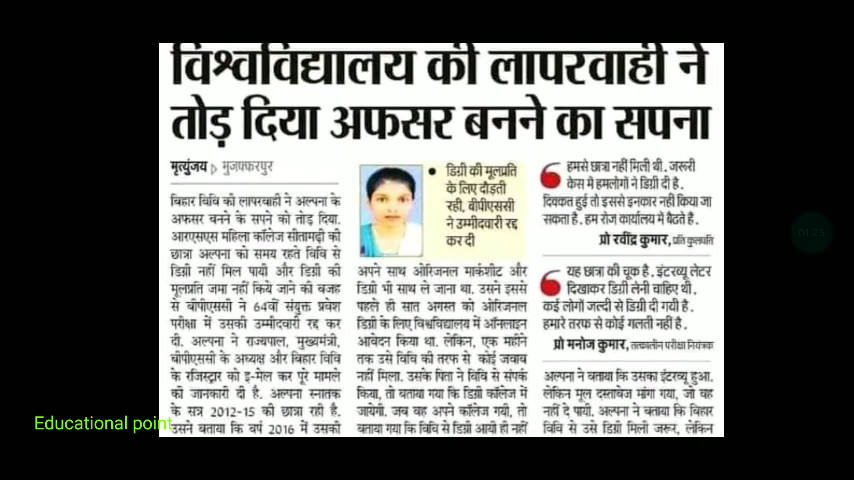 विश्वविद्यालय की लापरवाही ने
तोड़ दिया अफसर बनने का सपना
मृत्युंजय ▷ मुजफ्फरपुर
बिहार विवि की लापरवाही ने अल्पना के
अफसर बनने के सपने को तोड़ दिया.
आरएसएस महिला कॉलेज सीतामढ़ी की
छात्रा अल्पना को समय रहते विवि से
डिग्री नहीं मिल पायी और डिग्री की
मूलप्रति जमा नहीं किये जाने की वजह
से बीपीएससी ने 64वीं संयुक्त प्रवेश
परीक्षा में उसकी उम्मीदवारी रद्द कर
दी. अल्पना ने राज्यपाल, मुख्यमंत्री,
बीपीएससी के अध्यक्ष और बिहार विवि
के रजिस्ट्रार को इ-मेल कर पूरे मामले
की जानकारी दी है. अल्पना स्नातक
के सत्र 2012-15 की छात्रा रही है.
उसने बताया कि वर्ष 2016 में उसकी
• डिग्री की मूलप्रति
के लिए दौड़ती
रही, बीपीएससी
ने उम्मीदवारी रद्द
कर दी
अपने साथ ओरिजनल मार्कशीट और
डिग्री भी साथ ले जाना था. उसने इससे
पहले ही सात अगस्त को ओरिजनल
डिग्री के लिए विश्वविद्यालय में ऑनलाइन
आवेदन किया था. लेकिन, एक महीने
तक उसे विवि की तरफ से कोई जवाब
नहीं मिला. उसके पिता ने विवि से संपर्क
किया, तो बताया गया कि डिग्री कॉलेज में
जायेगी. जब वह अपने कॉलेज गयी, तो
बताया गया कि विवि से डिग्री आयी ही नहीं
हमसे छात्रा नहीं मिली थी. जरूरी
केस में हमलोगों ने डिग्री दी है.
दिक्कत हुई तो इससे इनकार नहीं किया जा
सकता है. हम रोज कार्यालय में बैठते हैं.
प्रो रवींद्र कुमार, प्रति कुलपति
यह छात्रा की चूक है. इंटरव्यू लेटर
दिखाकर डिग्री लेनी चाहिए थी.
कई लोगों जल्दी से डिग्री दी गयी है.
हमारे तरफ से कोई गलती नहीं है.
प्रो मनोज कुमार, तत्कालीन परीक्षा नियंत्रक
अल्पना ने बताया कि उसका इंटरव्यू हुआ.
लेकिन मूल दस्तावेज मांगा गया, जो वह
नहीं दे पायी. अल्पना ने बताया कि बिहार
विवि से उसे डिग्री मिली जरूर, लेकिन
01:25
Educational point